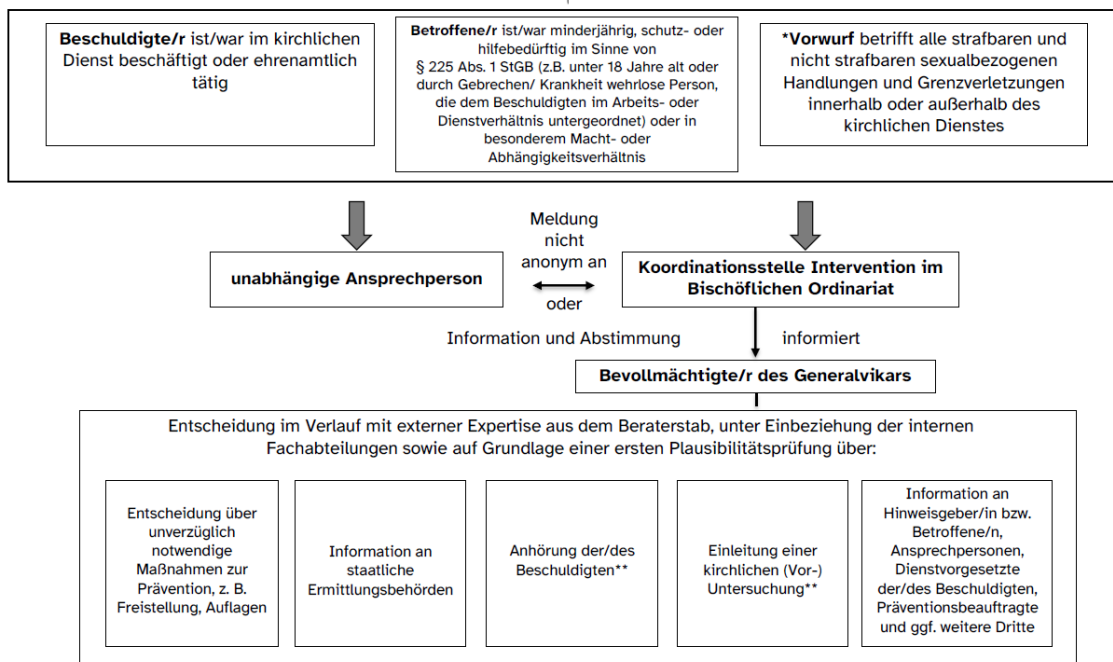 Beschuldigte/r ist/war im kirchlichen
Dienst beschäftigt oder ehrenamtlich
tätig
Betroffene/r ist/war minderjährig, schutz- oder
hilfebedürftig im Sinne von
§ 225 Abs. 1 StGB (z.B. unter 18 Jahre alt oder
durch Gebrechen/ Krankheit wehrlose Person,
die dem Beschuldigten im Arbeits- oder
Dienstverhältnis untergeordnet) oder in
besonderem Macht- oder
Abhängigkeitsverhältnis
*Vorwurf betrifft alle strafbaren und
nicht strafbaren sexualbezogenen
Handlungen und Grenzverletzungen
innerhalb oder außerhalb des
kirchlichen Dienstes
unabhängige Ansprechperson
Meldung
nicht
anonym an
oder
Koordinationsstelle Intervention im
Bischöflichen Ordinariat
Information und Abstimmung
informiert
Bevollmächtigte/r des Generalvikars
Entscheidung im Verlauf mit externer Expertise aus dem Beraterstab, unter Einbeziehung der internen
Fachabteilungen sowie auf Grundlage einer ersten Plausibilitätsprüfung über:
Entscheidung über
unverzüglich
notwendige
Maßnahmen zur
Prävention, z. B.
Freistellung, Auflagen
Information an
staatliche
Ermittlungsbehörden
Anhörung der/des
Beschuldigten**
Einleitung einer
kirchlichen (Vor-)
Untersuchung**
Information an
Hinweisgeber/in bzw.
Betroffene/n,
Ansprechpersonen,
Dienstvorgesetzte
der/des Beschuldigten,
Präventionsbeauftragte
und ggf. weitere Dritte